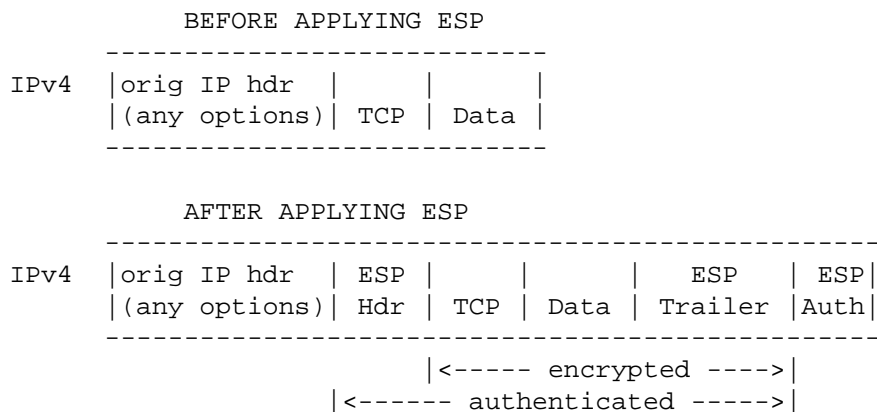 BEFORE APPLYING ESP
----------------------------
IPv4  |orig IP hdr  |     |      |
      |(any options)| TCP | Data |
      ----------------------------
AFTER APPLYING ESP
-------------------------------------------------
IPv4  |orig IP hdr  | ESP |     |      |   ESP   | ESP|
      |(any options)| Hdr | TCP | Data | Trailer |Auth|
      -------------------------------------------------
                          |<----- encrypted ---->|
                    |<------ authenticated ----->|